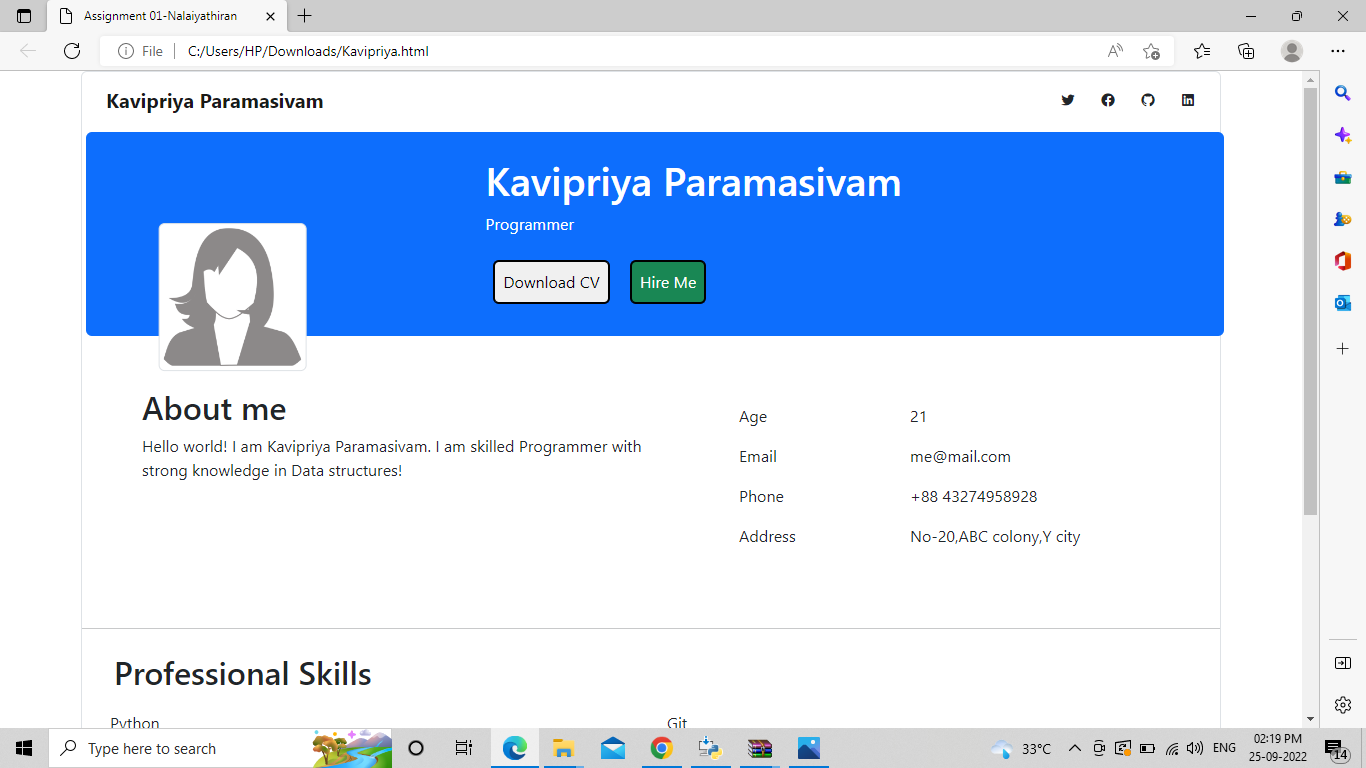 Assignment 01-Nalaiyathiran
File
C:/Users/HP/Downloads/Kavipriya.html
Kavipriya Paramasivam
Kavipriya Paramasivam
Programmer
Download CV
Hire Me
About me
Hello world! I am Kavipriya Paramasivam. I am skilled Programmer with
strong knowledge in Data structures!
Age 21
Email me@mail.com
Phone +88 43274958928
Address No-20,ABC colony,Y city
Professional Skills
Python Git
Type here to search
33°C
ENG
02:19 PM
25-09-2022
14